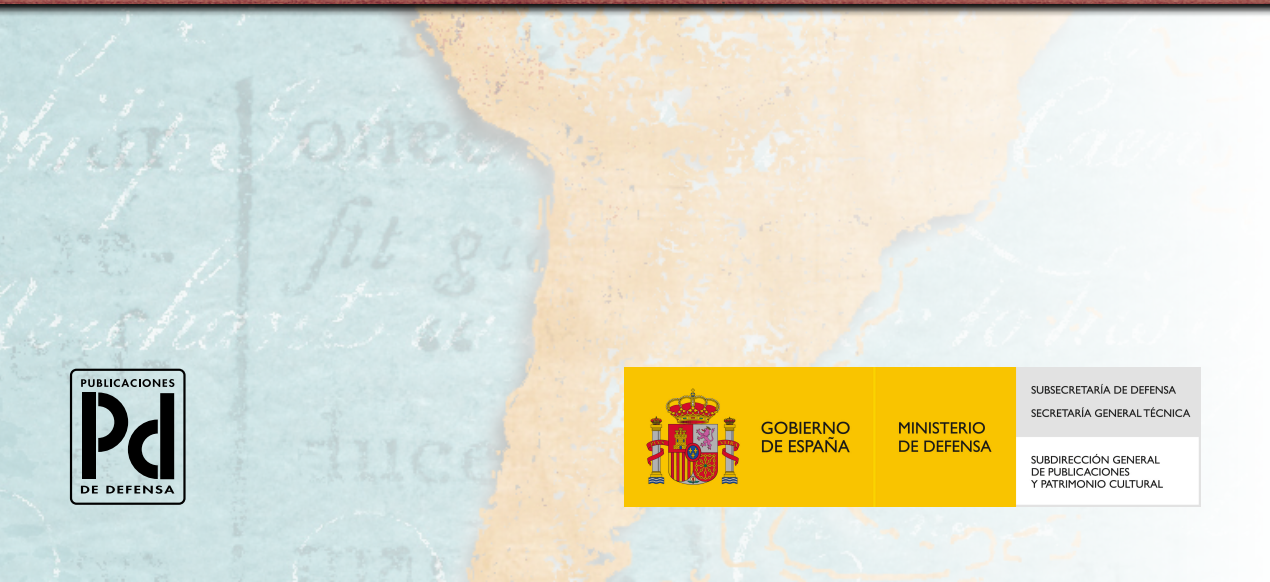 PUBLICACIONES
Pd
DE DEFENSA
GOBIERNO
DE ESPAÑA
MINISTERIO
DE DEFENSA
SUBSECRETARÍA DE DEFENSA
SECRETARÍA GENERAL TÉCNICA
SUBDIRECCIÓN GENERAL
DE PUBLICACIONES
Y PATRIMONIO CULTURAL